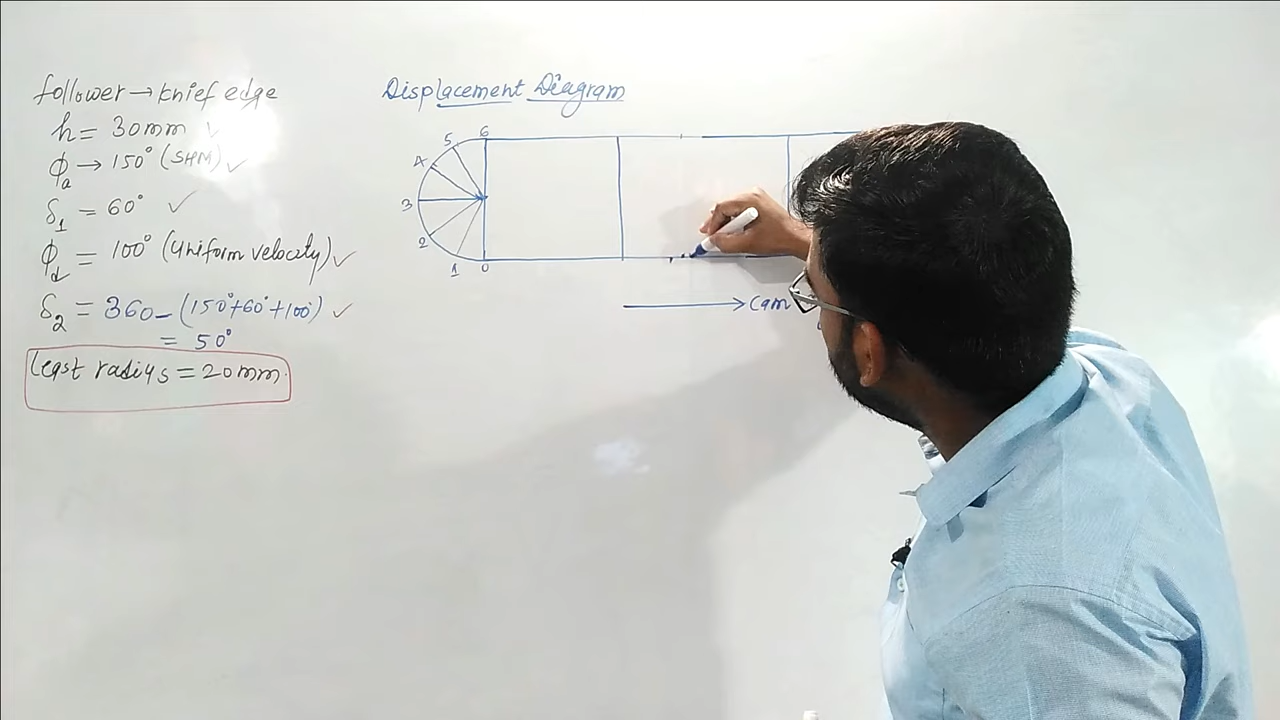 follower → knief edge
h = 30mm ✓
ϕa → 150° (SHM) ✓
δ1 = 60° ✓
ϕd = 100° (uniform velocity) ✓
δ2 = 360 - (150°+60°+100°) ✓
= 50°
least radius = 20mm.
Displacement Diagram
6
5
4
3
2
1
0
Cam